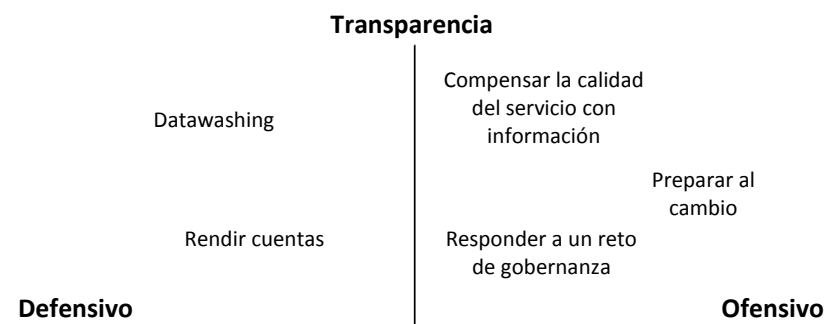 Transparencia
Compensar la calidad
del servicio con
información
Datawashing
Preparar al
cambio
Rendir cuentas
Responder a un reto
de gobernanza
Defensivo
Ofensivo